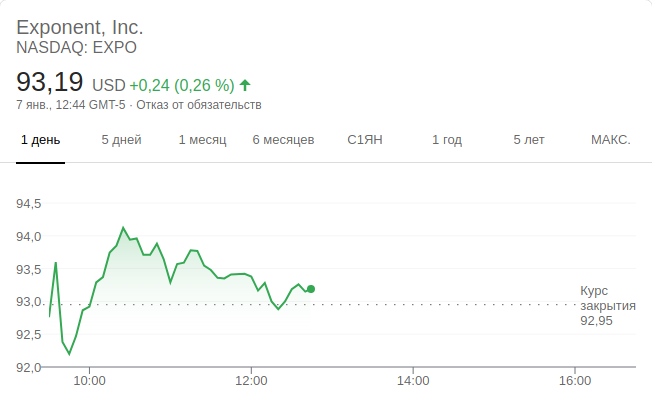 Exponent, Inc.
NASDAQ: EXPO
93,19 USD +0,24 (0,26 %)
7 янв., 12:44 GMT-5 · Отказ от обязательств
1 день 5 дней 1 месяц 6 месяцев С1ЯН 1 год 5 лет МАКС.
94,5
94,0
93,5
93,0
92,5
92,0
Курс
закрытия
92,95
10:00 12:00 14:00 16:00